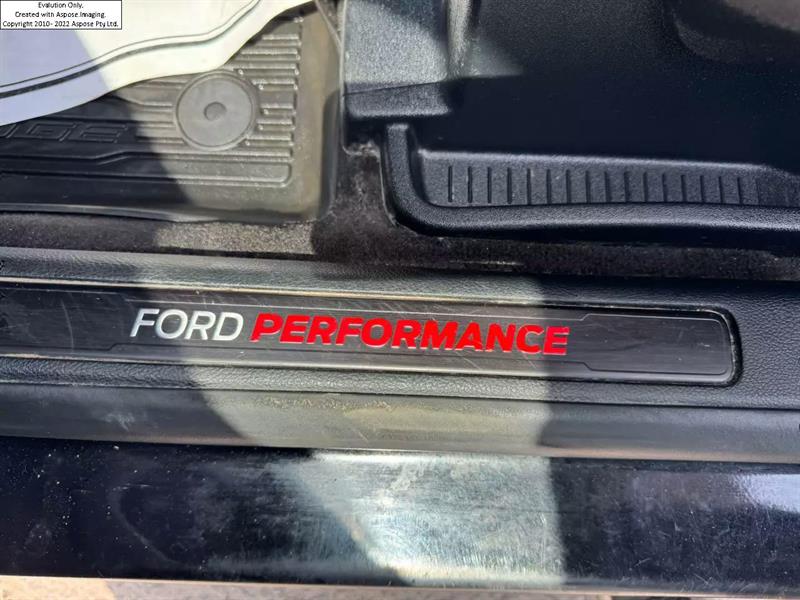 Evalution Only.
Created with Aspose.Imaging.
Copyright 2010- 2022 Aspose Pty Ltd.
FORD PERFORMANCE